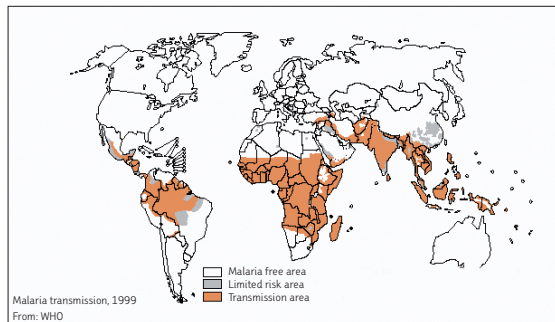 Malaria free area
Limited risk area
Transmission area
Malaria transmission, 1999
From: WHO